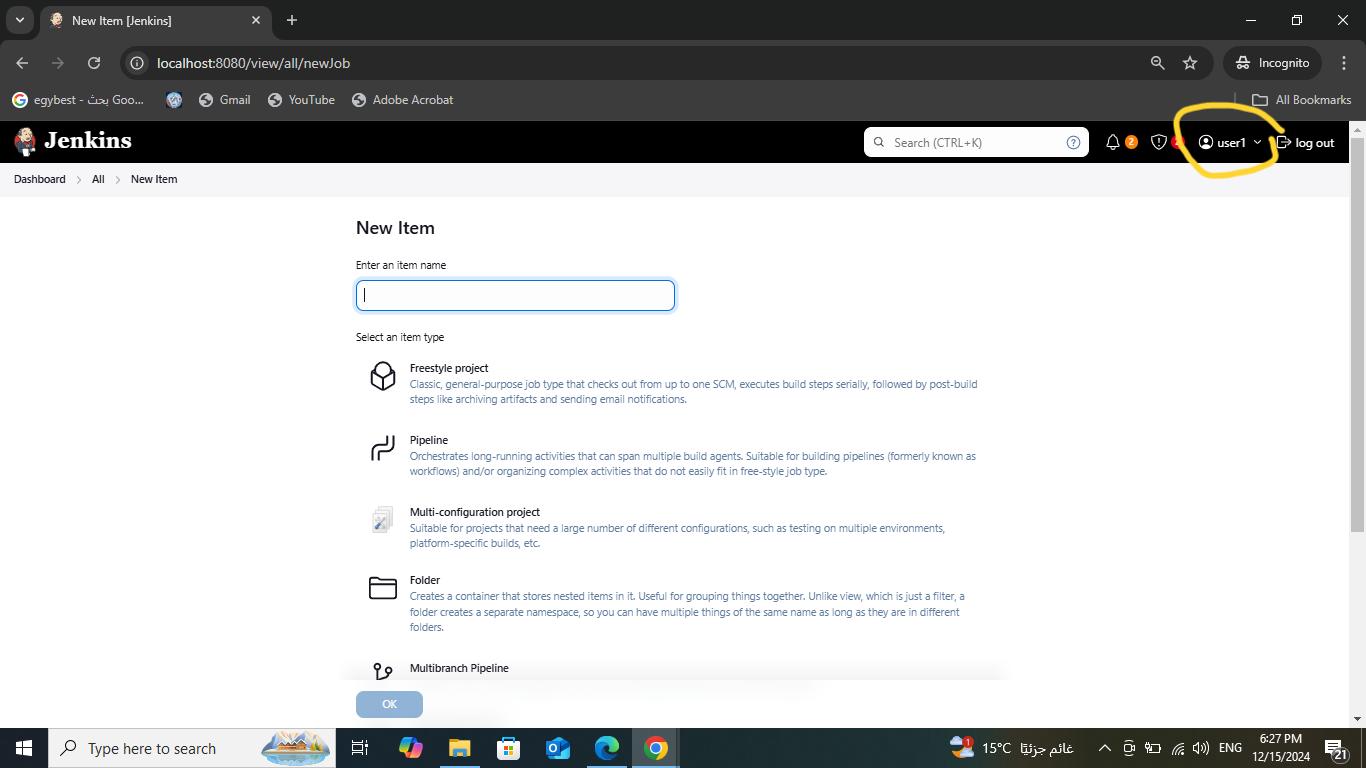 New Item [Jenkins]
localhost:8080/view/all/newJob
Incognito
egybest - بحث Goo...
Gmail
YouTube
Adobe Acrobat
All Bookmarks
Jenkins
Search (CTRL+K)
?
2
user1
log out
Dashboard
All
New Item
New Item
Enter an item name
Select an item type
Freestyle project
Classic, general-purpose job type that checks out from up to one SCM, executes build steps serially, followed by post-build
steps like archiving artifacts and sending email notifications.
Pipeline
Orchestrates long-running activities that can span multiple build agents. Suitable for building pipelines (formerly known as
workflows) and/or organizing complex activities that do not easily fit in free-style job type.
Multi-configuration project
Suitable for projects that need a large number of different configurations, such as testing on multiple environments,
platform-specific builds, etc.
Folder
Creates a container that stores nested items in it. Useful for grouping things together. Unlike view, which is just a filter, a
folder creates a separate namespace, so you can have multiple things of the same name as long as they are in different
folders.
Multibranch Pipeline
OK
Type here to search
1
15°C
غائم جزئيًا
ENG
6:27 PM
12/15/2024
21